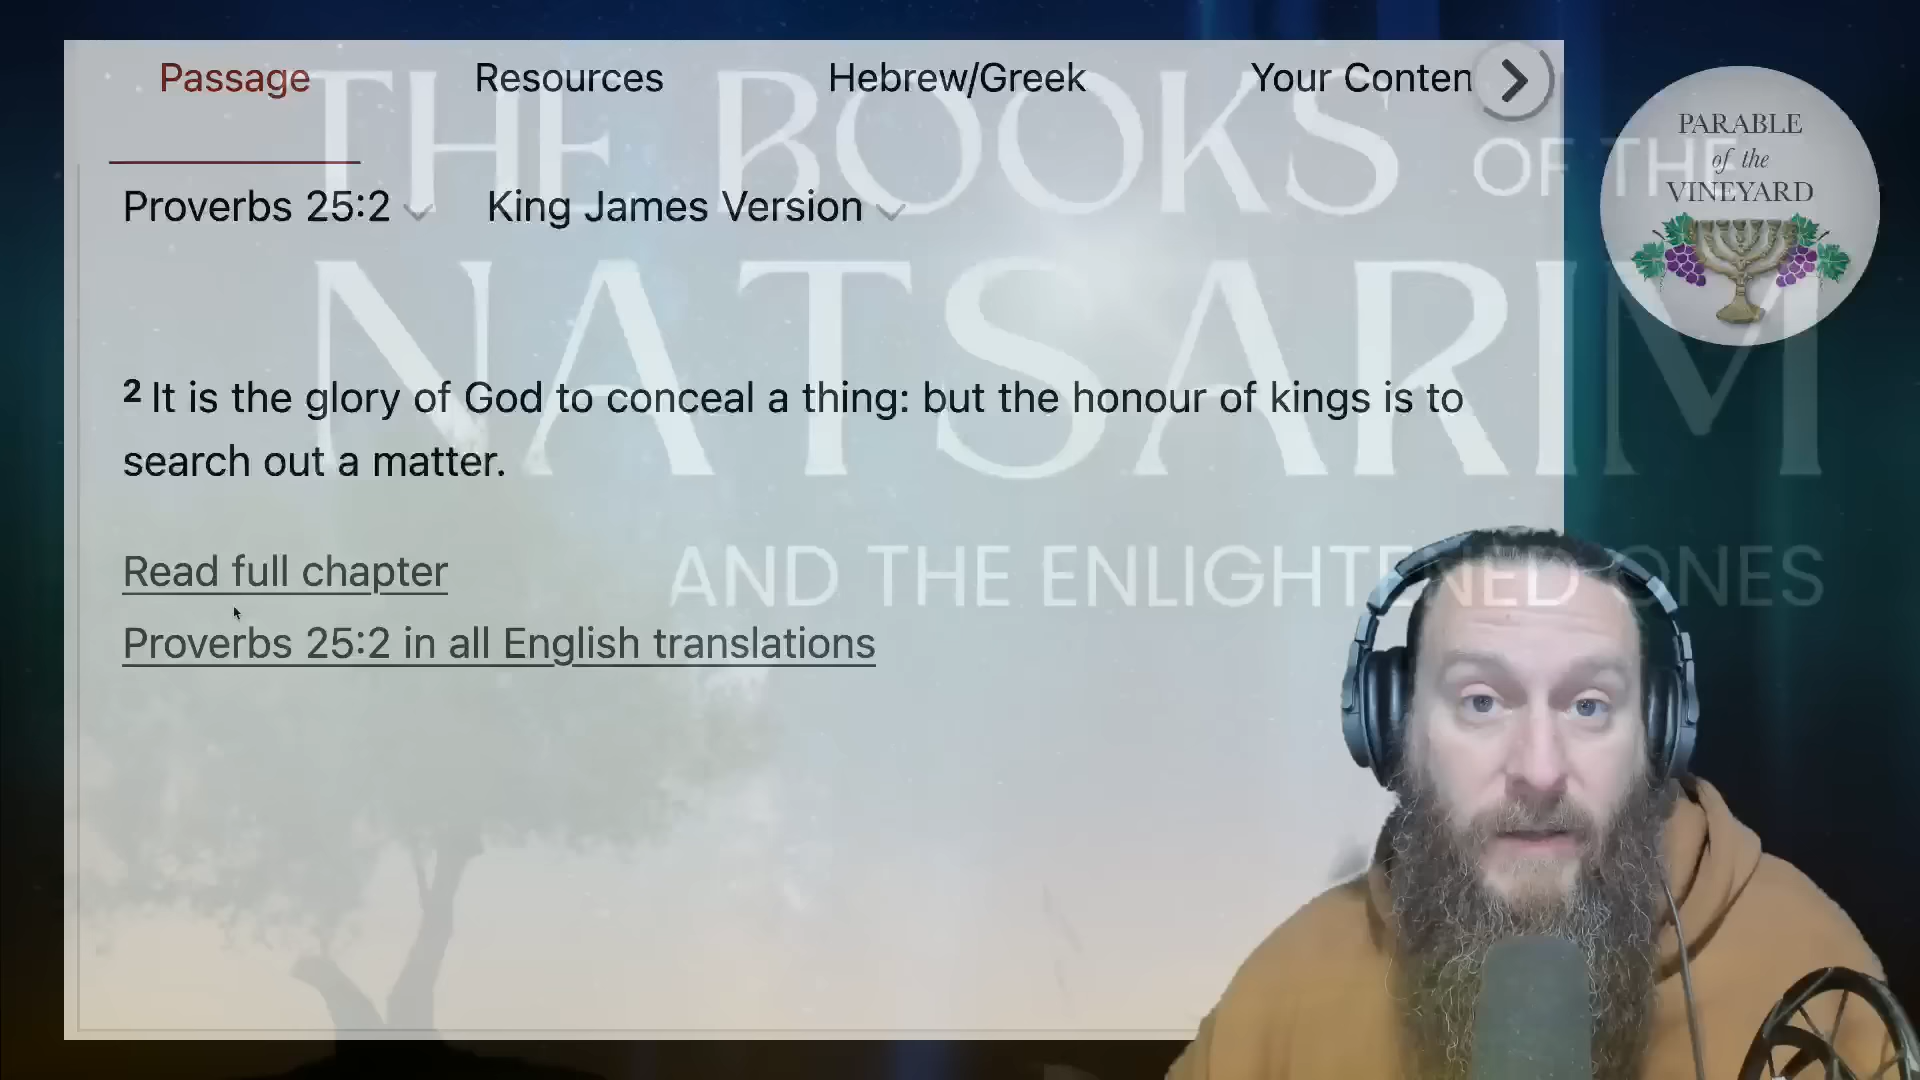 Passage
Resources
Hebrew/Greek
Your Conten
THE BOOKS OF THE
NATSARIM
AND THE ENLIGHTENED ONES
PARABLE
of the
VINEYARD
Proverbs 25:2
King James Version
2 It is the glory of God to conceal a thing: but the honour of kings is to
search out a matter.
Read full chapter
Proverbs 25:2 in all English translations